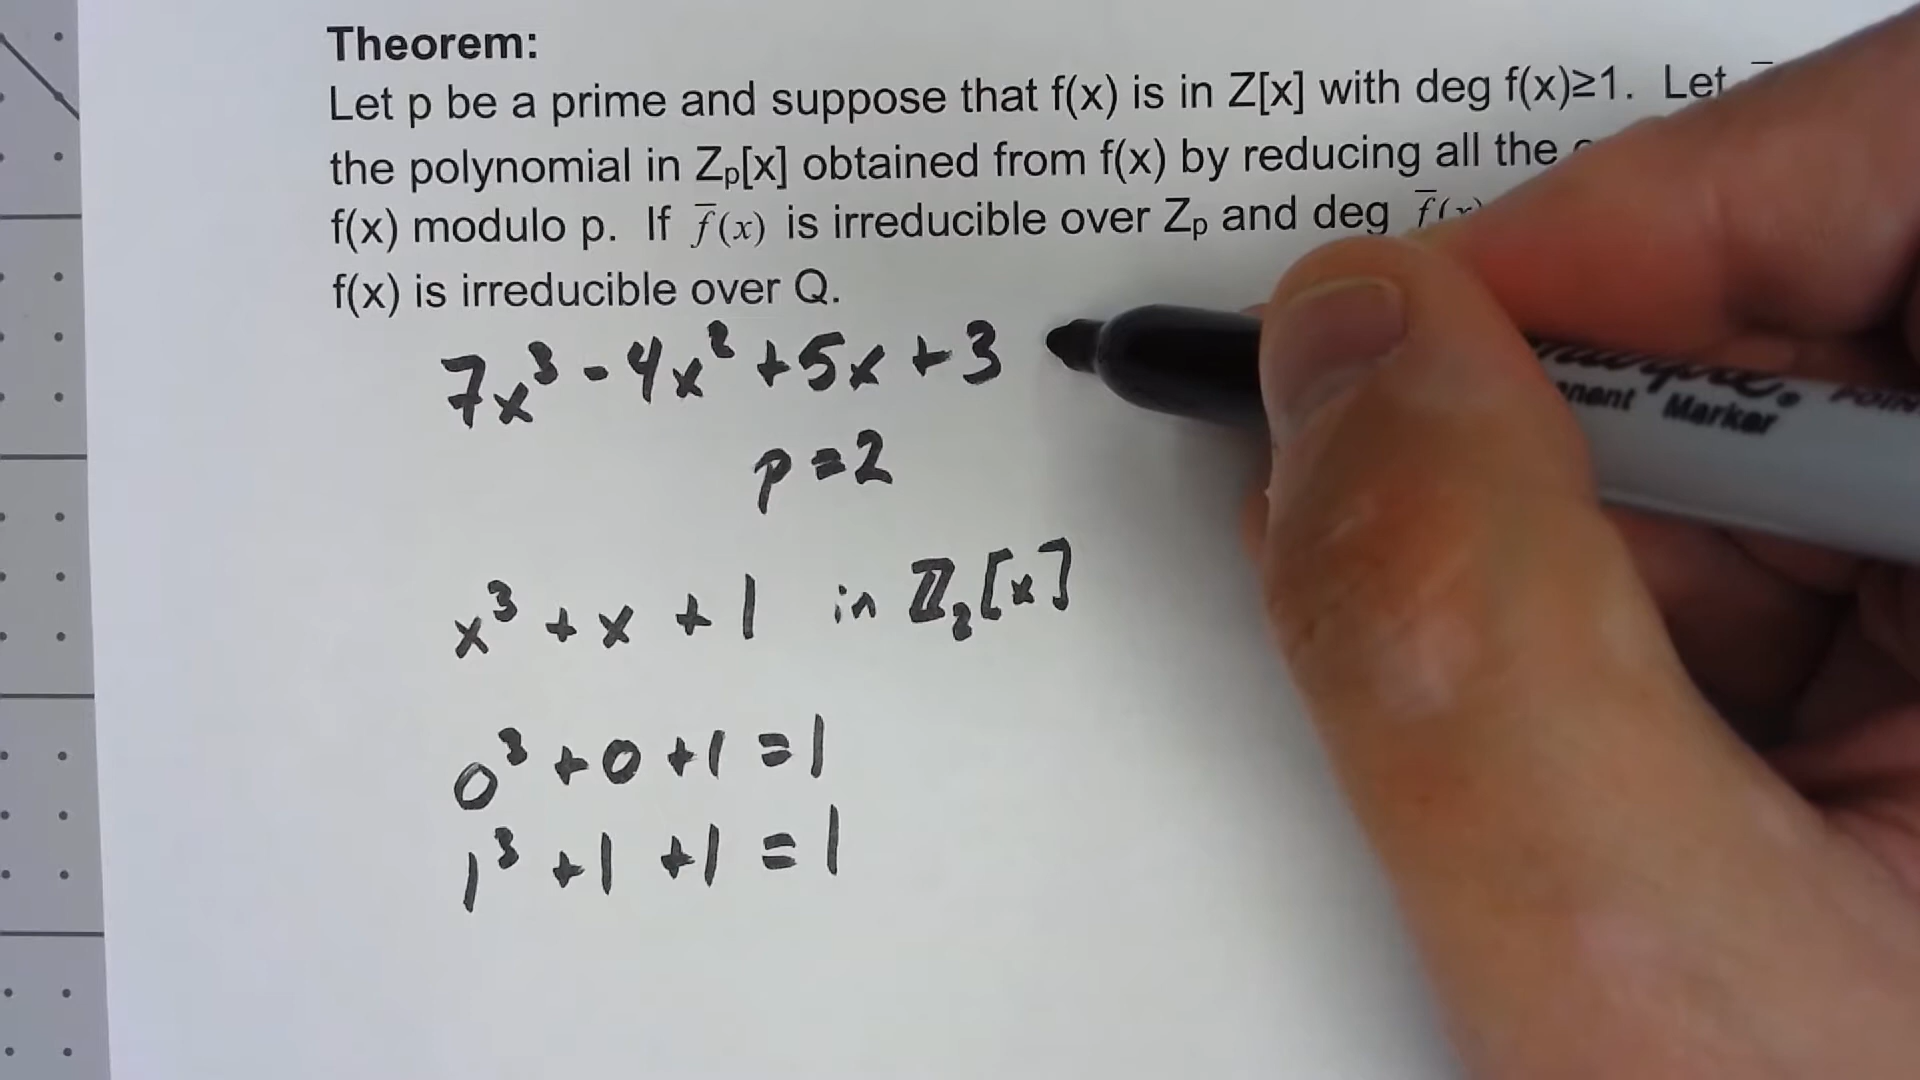 Theorem:
Let p be a prime and suppose that f(x) is in Z[x] with deg f(x)≥1. Let
the polynomial in Zₚ[x] obtained from f(x) by reducing all the
f(x) modulo p. If f̅(x) is irreducible over Zₚ and deg f̅(x)
f(x) is irreducible over Q.
7x³ - 4x² + 5x + 3
p = 2
x³ + x + 1 in ℤ₂[x]
0³ + 0 + 1 = 1
1³ + 1 + 1 = 1
Marker